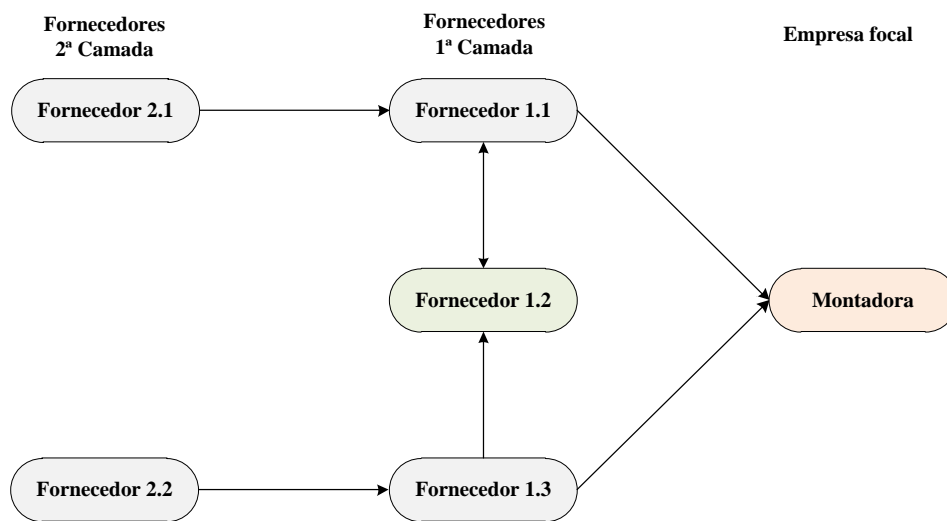 Fornecedores
2ª Camada
Fornecedores
1ª Camada
Empresa focal
Fornecedor 2.1
Fornecedor 1.1
Fornecedor 1.2
Montadora
Fornecedor 2.2
Fornecedor 1.3